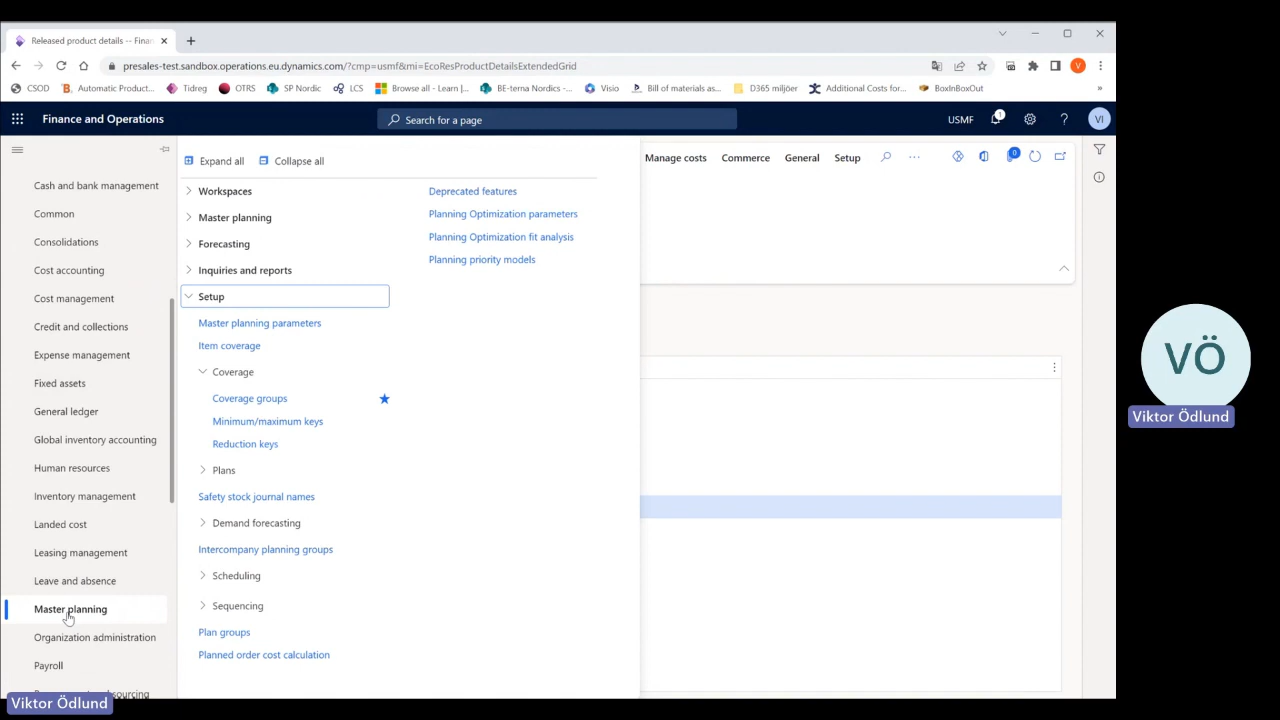 Released product details -- Finan
presales-test.sandbox.operations.eu.dynamics.com/?cmp=usmf&mi=EcoResProductDetailsExtendedGrid
V
CSOD
Automatic Product...
Tidreg
OTRS
SP Nordic
LCS
Browse all - Learn |...
BE-terna Nordics -...
Visio
Bill of materials as...
D365 miljöer
Additional Costs for...
BoxInBoxOut
»
Finance and Operations
Search for a page
USMF
1
?
VI
Cash and bank management
Common
Consolidations
Cost accounting
Cost management
Credit and collections
Expense management
Fixed assets
General ledger
Global inventory accounting
Human resources
Inventory management
Landed cost
Leasing management
Leave and absence
Master planning
Organization administration
Payroll
Expand all
Collapse all
Workspaces
Master planning
Forecasting
Inquiries and reports
Setup
Master planning parameters
Item coverage
Coverage
Coverage groups
Minimum/maximum keys
Reduction keys
Plans
Safety stock journal names
Demand forecasting
Intercompany planning groups
Scheduling
Sequencing
Plan groups
Planned order cost calculation
Deprecated features
Planning Optimization parameters
Planning Optimization fit analysis
Planning priority models
Manage costs
Commerce
General
Setup
0
VÖ
Viktor Ödlund
Viktor Ödlund